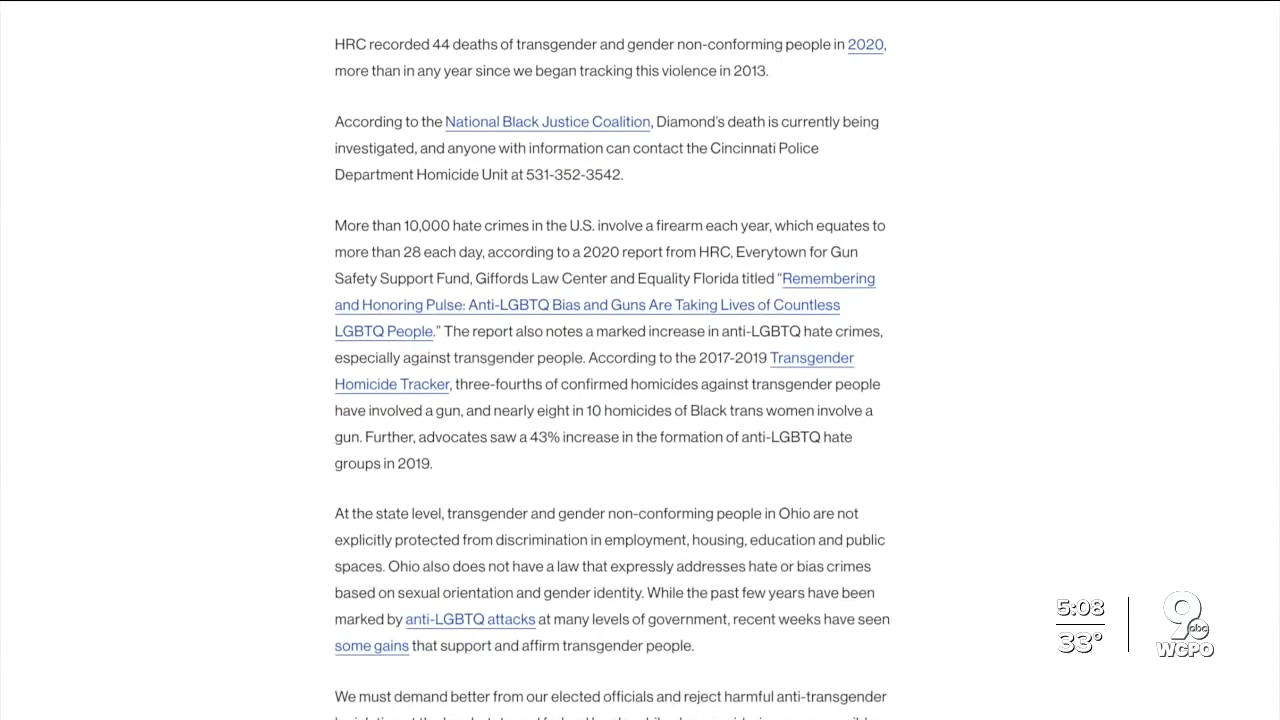 HRC recorded 44 deaths of transgender and gender non-conforming people in 2020,
more than in any year since we began tracking this violence in 2013.
According to the National Black Justice Coalition, Diamond's death is currently being
investigated, and anyone with information can contact the Cincinnati Police
Department Homicide Unit at 531-352-3542.
More than 10,000 hate crimes in the U.S. involve a firearm each year, which equates to
more than 28 each day, according to a 2020 report from HRC, Everytown for Gun
Safety Support Fund, Giffords Law Center and Equality Florida titled “Remembering
and Honoring Pulse: Anti-LGBTQ Bias and Guns Are Taking Lives of Countless
LGBTQ People.” The report also notes a marked increase in anti-LGBTQ hate crimes,
especially against transgender people. According to the 2017-2019 Transgender
Homicide Tracker, three-fourths of confirmed homicides against transgender people
have involved a gun, and nearly eight in 10 homicides of Black trans women involve a
gun. Further, advocates saw a 43% increase in the formation of anti-LGBTQ hate
groups in 2019.
At the state level, transgender and gender non-conforming people in Ohio are not
explicitly protected from discrimination in employment, housing, education and public
spaces. Ohio also does not have a law that expressly addresses hate or bias crimes
based on sexual orientation and gender identity. While the past few years have been
marked by anti-LGBTQ attacks at many levels of government, recent weeks have seen
some gains that support and affirm transgender people.
We must demand better from our elected officials and reject harmful anti-transgender
5:08
33°
9
abc
WCPO